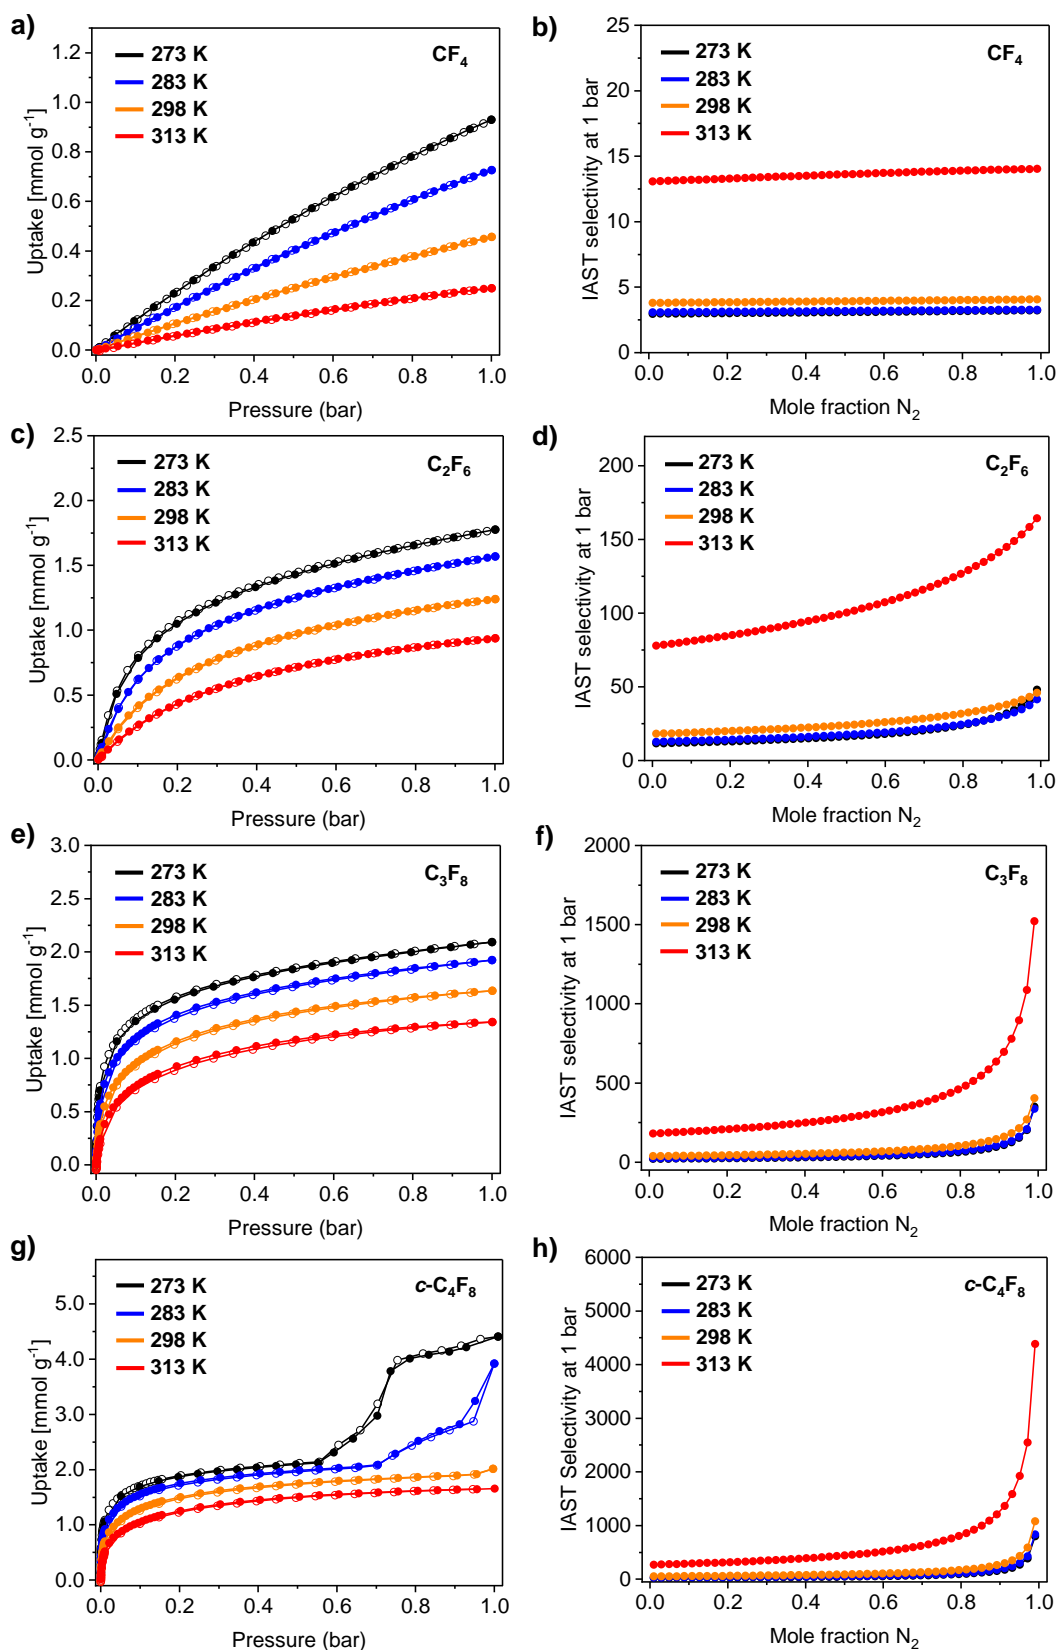 a)
CF₄
273 K
283 K
298 K
313 K
Uptake [mmol g⁻¹]
1.2
1.0
0.8
0.6
0.4
0.2
0.0
0.0 0.2 0.4 0.6 0.8 1.0
Pressure (bar)
b)
CF₄
273 K
283 K
298 K
313 K
IAST selectivity at 1 bar
25
20
15
10
5
0
0.0 0.2 0.4 0.6 0.8 1.0
Mole fraction N₂
c)
C₂F₆
273 K
283 K
298 K
313 K
Uptake [mmol g⁻¹]
2.5
2.0
1.5
1.0
0.5
0.0
0.0 0.2 0.4 0.6 0.8 1.0
Pressure (bar)
d)
C₂F₆
273 K
283 K
298 K
313 K
IAST selectivity at 1 bar
200
150
100
50
0
0.0 0.2 0.4 0.6 0.8 1.0
Mole fraction N₂
e)
C₃F₈
273 K
283 K
298 K
313 K
Uptake [mmol g⁻¹]
3.0
2.5
2.0
1.5
1.0
0.5
0.0
0.0 0.2 0.4 0.6 0.8 1.0
Pressure (bar)
f)
C₃F₈
273 K
283 K
298 K
313 K
IAST selectivity at 1 bar
2000
1500
1000
500
0
0.0 0.2 0.4 0.6 0.8 1.0
Mole fraction N₂
g)
c-C₄F₈
273 K
283 K
298 K
313 K
Uptake [mmol g⁻¹]
5.0
4.0
3.0
2.0
1.0
0.0
0.0 0.2 0.4 0.6 0.8 1.0
Pressure (bar)
h)
c-C₄F₈
273 K
283 K
298 K
313 K
IAST Selectivity at 1 bar
6000
5000
4000
3000
2000
1000
0
0.0 0.2 0.4 0.6 0.8 1.0
Mole fraction N₂